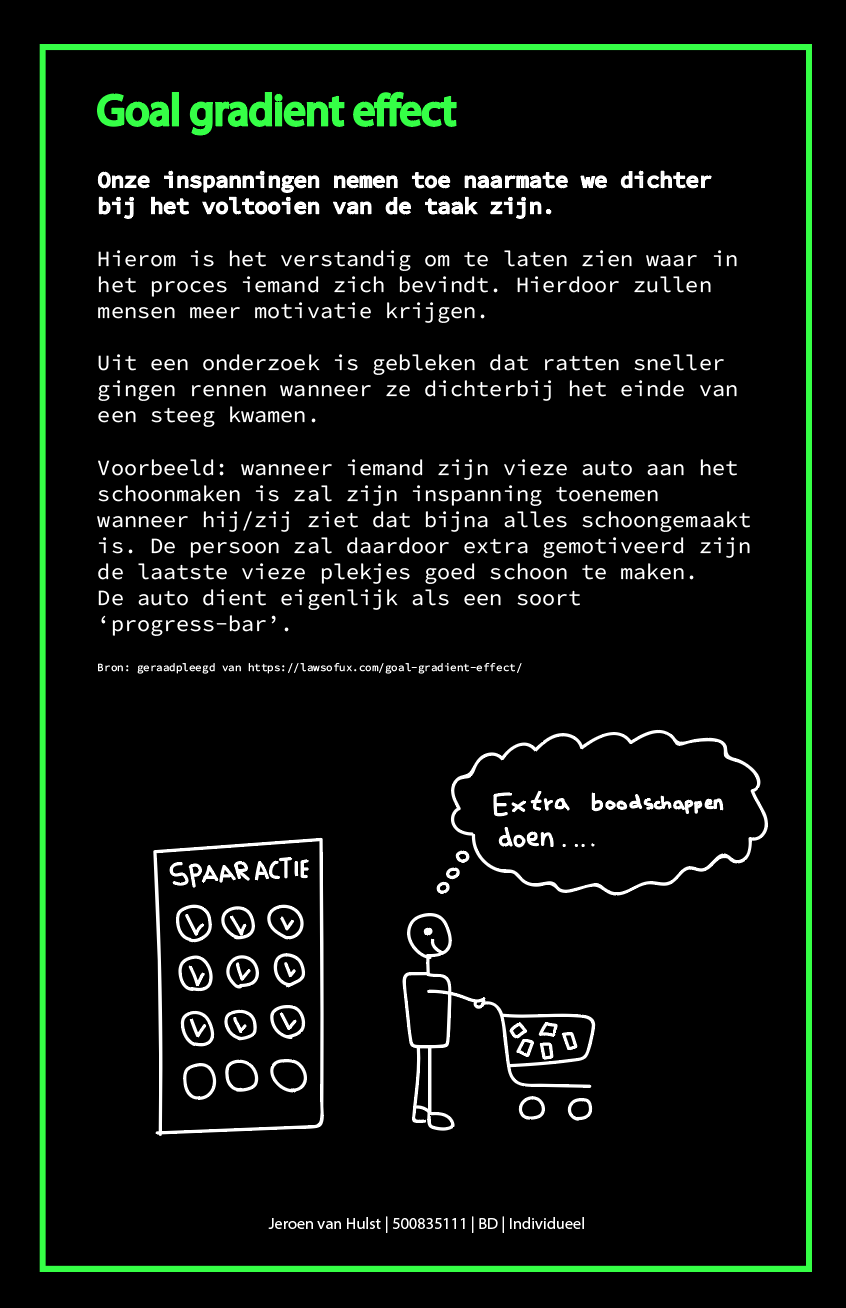 Goal gradient effect
Onze inspanningen nemen toe naarmate we dichter
bij het voltooien van de taak zijn.
Hierom is het verstandig om te laten zien waar in
het proces iemand zich bevindt. Hierdoor zullen
mensen meer motivatie krijgen.
Uit een onderzoek is gebleken dat ratten sneller
gingen rennen wanneer ze dichterbij het einde van
een steeg kwamen.
Voorbeeld: wanneer iemand zijn vieze auto aan het
schoonmaken is zal zijn inspanning toenemen
wanneer hij/zij ziet dat bijna alles schoongemaakt
is. De persoon zal daardoor extra gemotiveerd zijn
de laatste vieze plekjes goed schoon te maken.
De auto dient eigenlijk als een soort
‘progress-bar’.
Bron: geraadpleegd van https://lawsofux.com/goal-gradient-effect/
Extra boodschappen
doen....
SPAAR ACTIE
Jeroen van Hulst | 500835111 | BD | Individueel